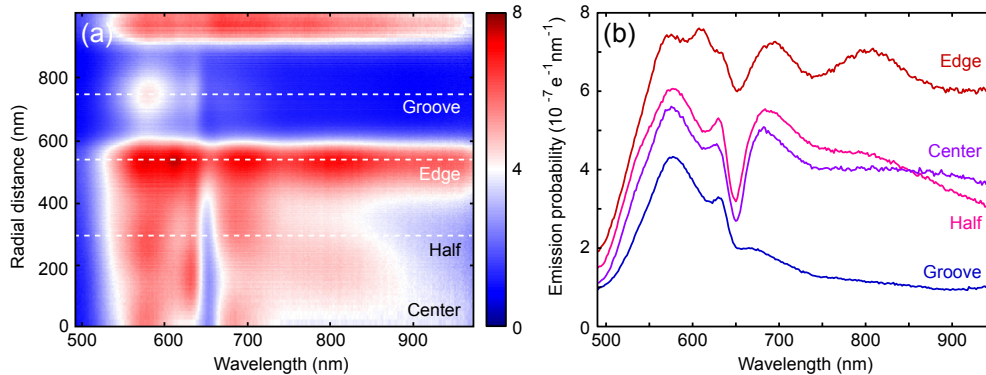 (a)
Radial distance (nm)
800
600
400
200
0
Groove
Edge
Half
Center
500
600
700
800
900
Wavelength (nm)
8
4
0
(b)
Emission probability (10⁻⁷e⁻¹nm⁻¹)
8
6
4
2
0
Edge
Center
Half
Groove
500
600
700
800
900
Wavelength (nm)